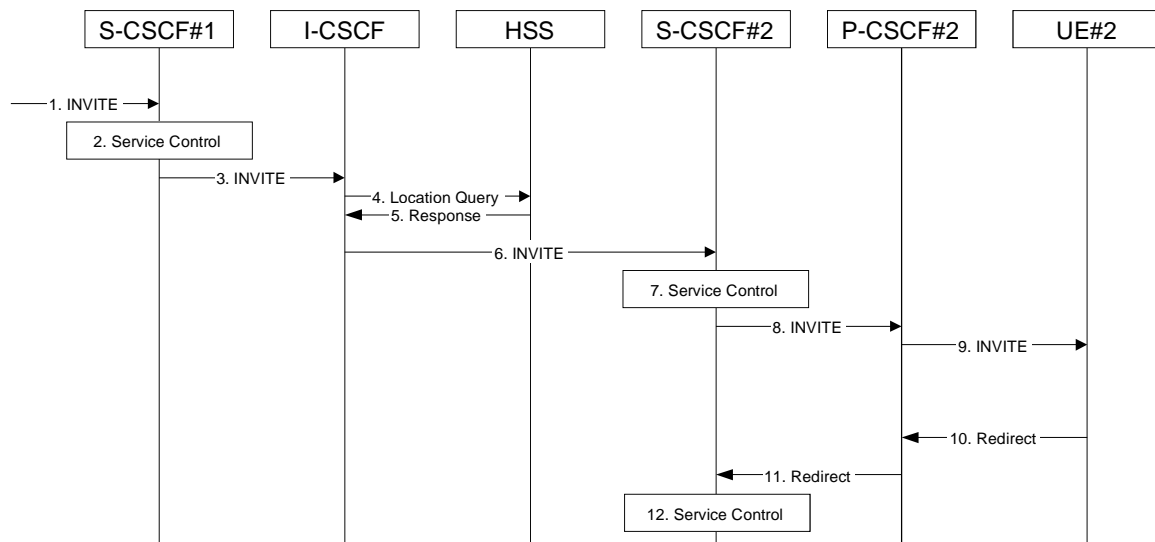 S-CSCF#1
I-CSCF
HSS
S-CSCF#2
P-CSCF#2
UE#2
1. INVITE
2. Service Control
3. INVITE
4. Location Query
5. Response
6. INVITE
7. Service Control
8. INVITE
9. INVITE
10. Redirect
11. Redirect
12. Service Control